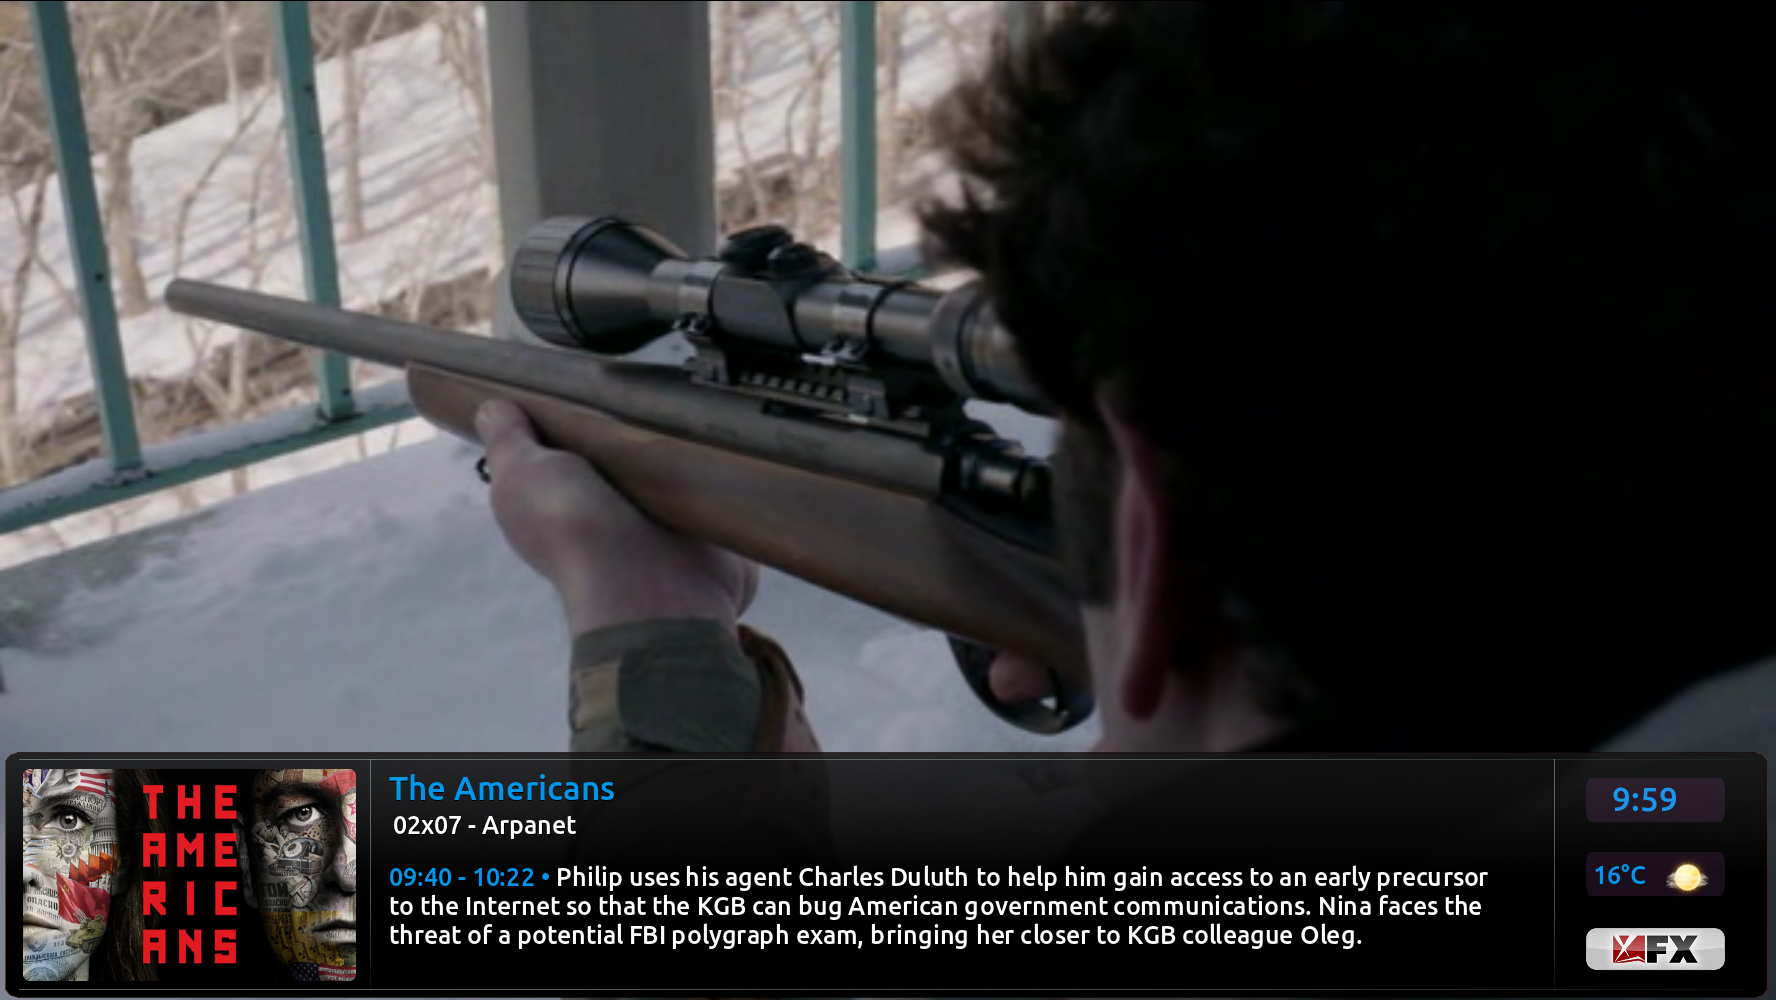 THE
AME
RIC
ANS
The Americans
02x07 - Arpanet
09:40 - 10:22 • Philip uses his agent Charles Duluth to help him gain access to an early precursor
to the Internet so that the KGB can bug American government communications. Nina faces the
threat of a potential FBI polygraph exam, bringing her closer to KGB colleague Oleg.
9:59
16°C
FX